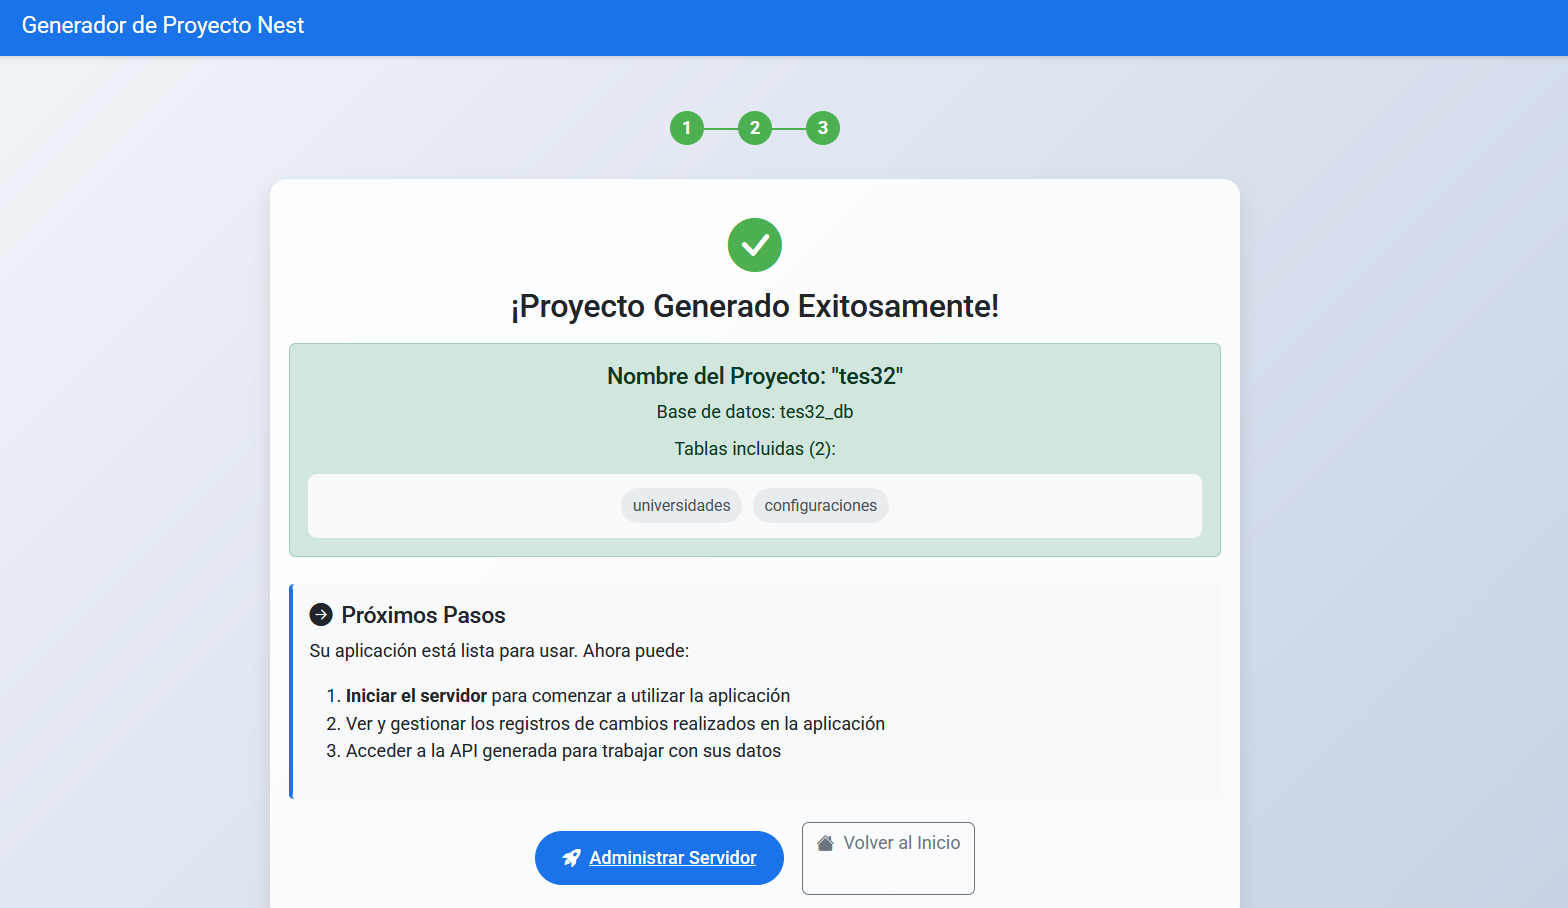 Generador de Proyecto Nest
1
2
3
¡Proyecto Generado Exitosamente!
Nombre del Proyecto: "tes32"
Base de datos: tes32_db
Tablas incluidas (2):
universidades
configuraciones
Próximos Pasos
Su aplicación está lista para usar. Ahora puede:
1. Iniciar el servidor para comenzar a utilizar la aplicación
2. Ver y gestionar los registros de cambios realizados en la aplicación
3. Acceder a la API generada para trabajar con sus datos
Administrar Servidor
Volver al Inicio